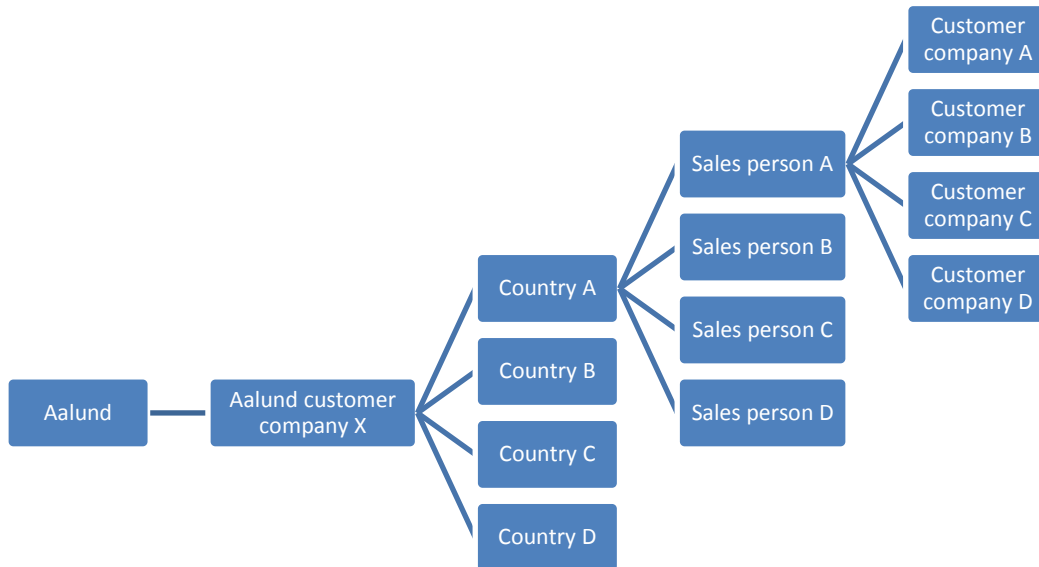 Aalund
Aalund customer
company X
Country A
Country B
Country C
Country D
Sales person A
Sales person B
Sales person C
Sales person D
Customer
company A
Customer
company B
Customer
company C
Customer
company D